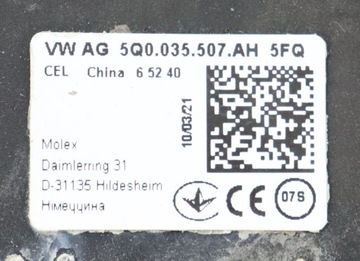 VW AG 5Q0.035.507.AH 5FQ
CEL China 6 52 40
10/03/21
Molex
Daimlerring 31
D-31135 Hildesheim
Німеччина
CE
07S